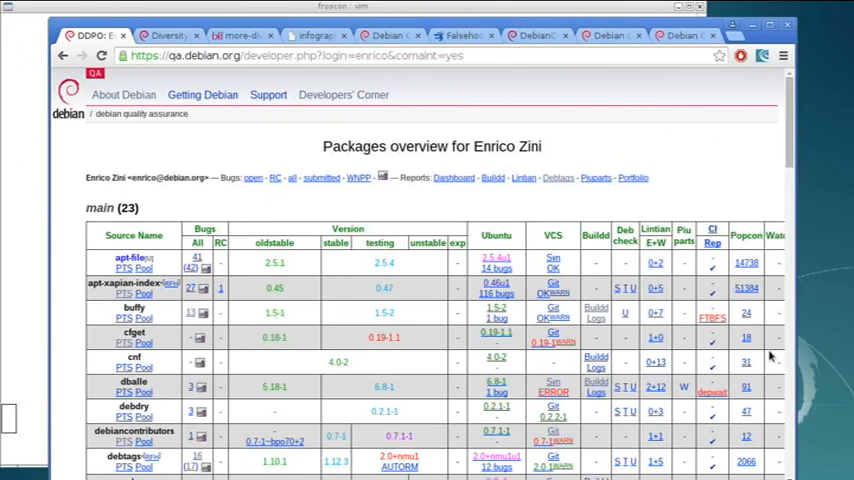 froscon : vim
DDPO: E
Diversity
more-div
infograp
Debian C
Falsehoo
DebianC
Debian C
Debian C
https://qa.debian.org/developer.php?login=enrico&comaint=yes
QA
About Debian Getting Debian Support Developers' Corner
debian / debian quality assurance
Packages overview for Enrico Zini
Enrico Zini <enrico@debian.org> — Bugs: open - RC - all - submitted - WNPP - — Reports: Dashboard - Buildd - Lintian - Debtags - Piuparts - Portfolio
main (23)
Source Name Bugs Version Ubuntu VCS Buildd Deb check Lintian E+W Piu parts CI Rep Popcon Watc
All RC oldstable stable testing unstable exp
apt-file[U] 41 - 2.5.1 2.5.4 - 2.5.4u1 Svn - - 0+2 - - 14738 -
PTS Pool (42) 14 bugs OK ✔
apt-xapian-index[RFH] 27 1 0.45 0.47 - 0.46u1 Git - S T U 0+5 - - 51384 -
PTS Pool 116 bugs OKWARN ✔
buffy 13 - 1.5-1 1.5-2 - 1.5-2 Git Buildd U 0+7 - - 24 -
PTS Pool 1 bug OKWARN Logs FTBFS
cfget - - 0.18-1 0.19-1.1 - 0.19-1.1 Git - - 1+0 - - 18 -
PTS Pool - 0.19-1WARN ✔
cnf - - 4.0-2 - 4.0-2 - Buildd - 0+13 - - 31 -
PTS Pool - Logs ✔
dballe 3 - 5.18-1 6.8-1 - 6.8-1 Svn Buildd S T U 2+12 W - 91 -
PTS Pool 1 bug ERROR Logs depwait
debdry 3 - - 0.2.1-1 - 0.2.1-1 Git - S T U 0+3 - - 47 -
PTS Pool - 0.2.2-1 ✔
debiancontributors 1 - - 0.7-1 0.7.1-1 - 0.7.1-1 Git - - 1+1 - - 12 -
PTS Pool 0.7-1~bpo70+2 - 0.7-1WARN ✔
debtags[RFH] 16 - 1.10.1 1.12.3 2.0+nmu1 - 2.0+nmu1u1 Git - S T U 1+5 - - 2066 -
PTS Pool (17) AUTORM 12 bugs 2.0.1WARN ✔